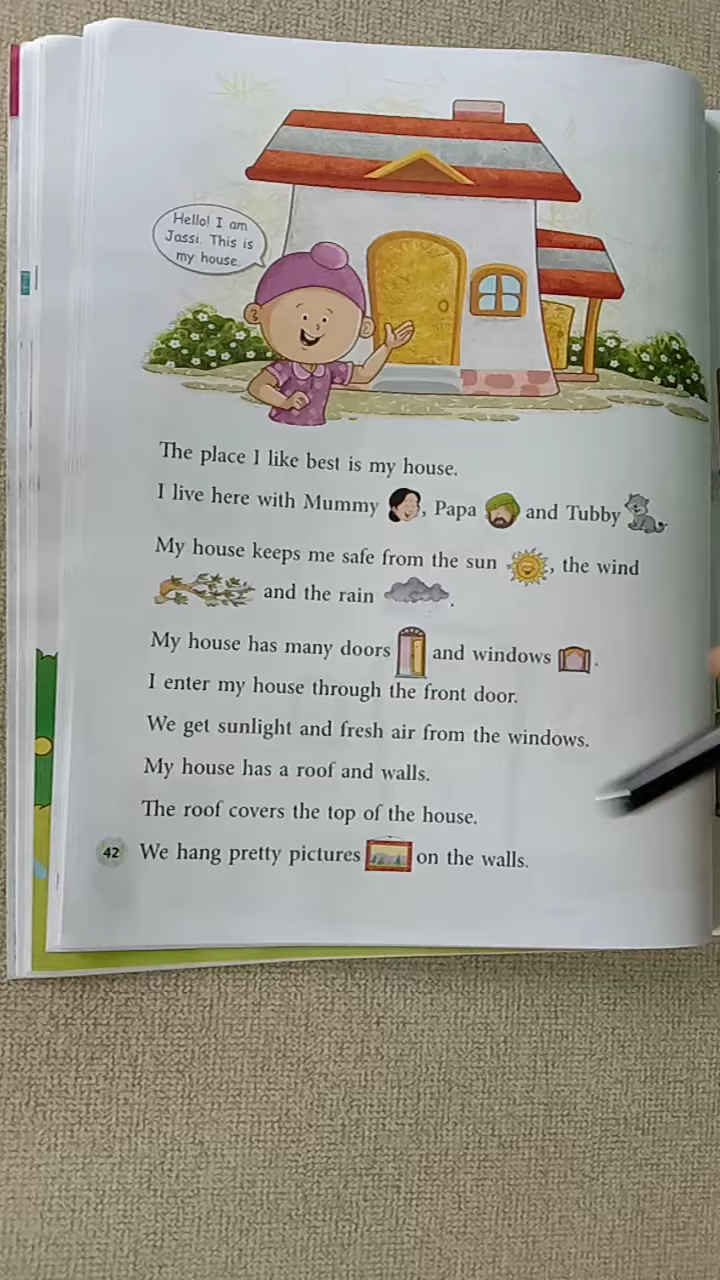 Hello! I am
Jassi. This is
my house.
The place I like best is my house.
I live here with Mummy , Papa and Tubby .
My house keeps me safe from the sun , the wind
and the rain .
My house has many doors and windows .
I enter my house through the front door.
We get sunlight and fresh air from the windows.
My house has a roof and walls.
The roof covers the top of the house.
42 We hang pretty pictures on the walls.